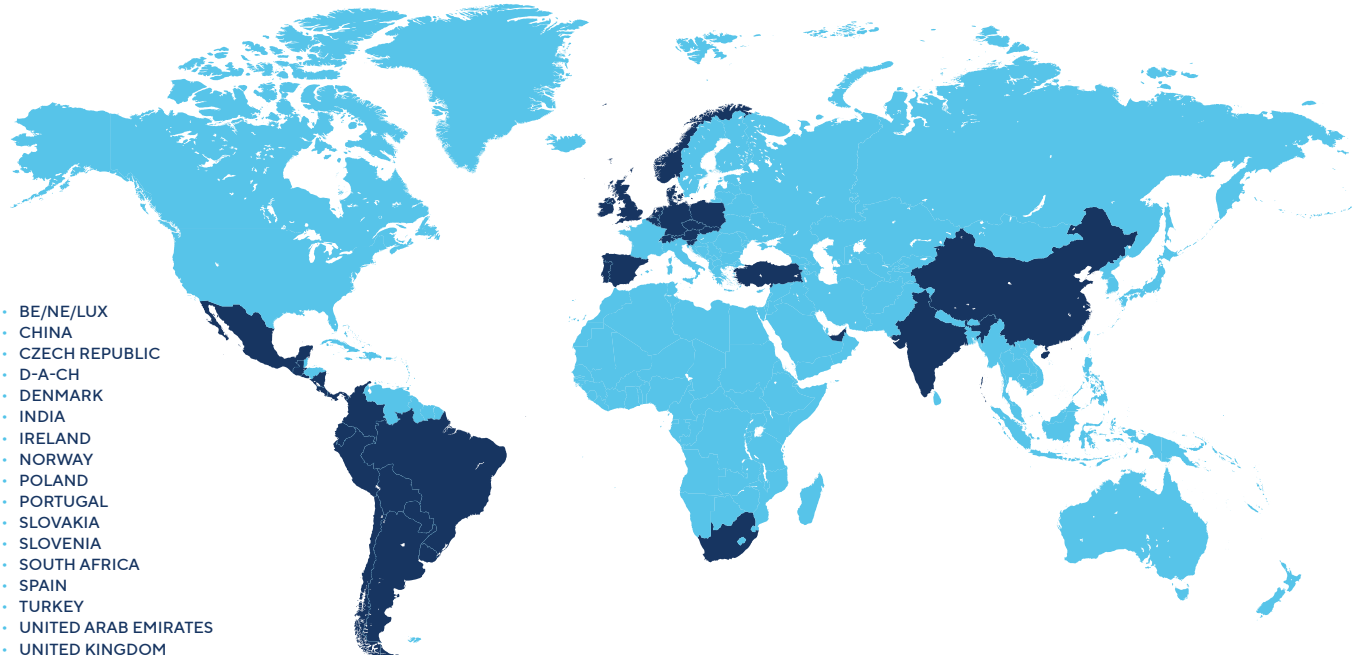 BE/NE/LUX
CHINA
CZECH REPUBLIC
D-A-CH
DENMARK
INDIA
IRELAND
NORWAY
POLAND
PORTUGAL
SLOVAKIA
SLOVENIA
SOUTH AFRICA
SPAIN
TURKEY
UNITED ARAB EMIRATES
UNITED KINGDOM